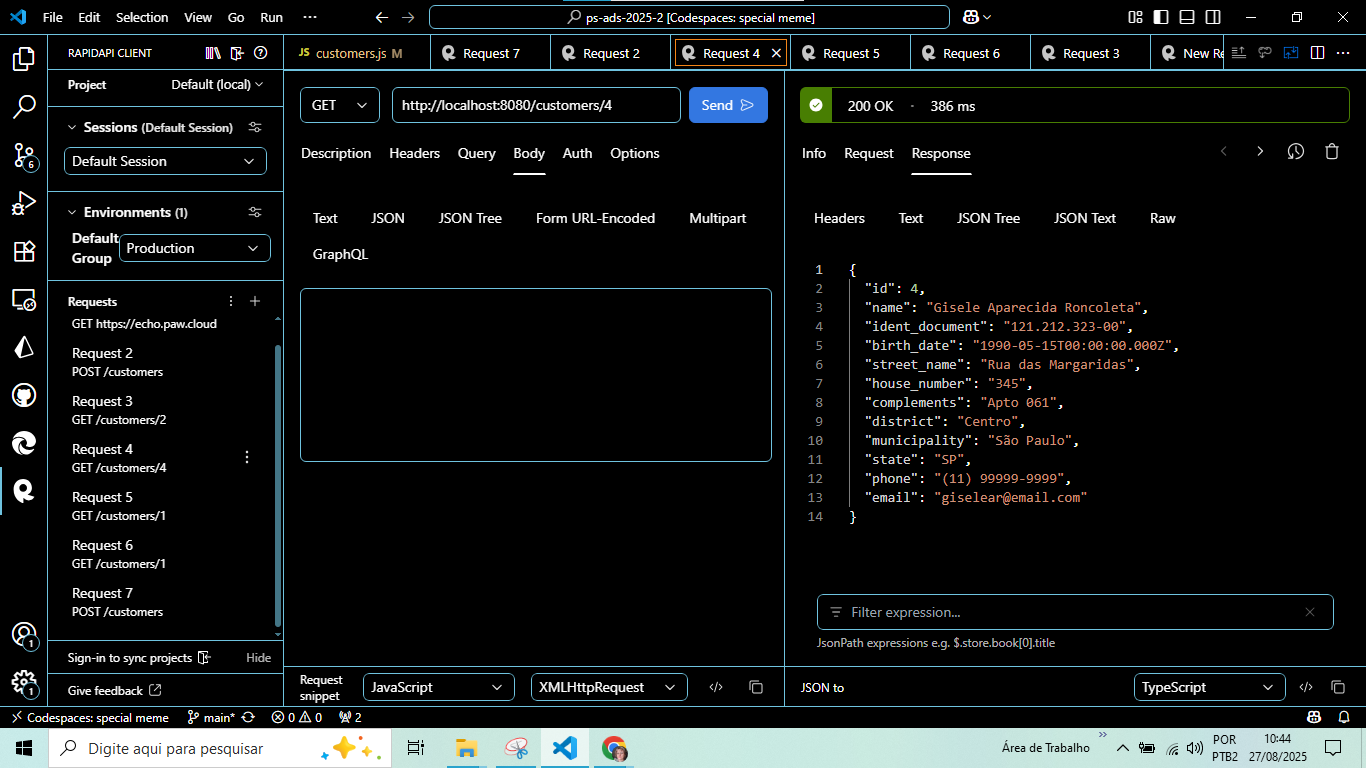 File Edit Selection View Go Run ···
ps-ads-2025-2 [Codespaces: special meme]
RAPIDAPI CLIENT
JS customers.js M
Request 7
Request 2
Request 4
Request 5
Request 6
Request 3
New Re
Project
Default (local)
Sessions (Default Session)
Default Session
Environments (1)
Default
Group
Production
Requests
GET https://echo.paw.cloud
Request 2
POST /customers
Request 3
GET /customers/2
Request 4
GET /customers/4
Request 5
GET /customers/1
Request 6
GET /customers/1
Request 7
POST /customers
Sign-in to sync projects
Hide
Give feedback
6
1
1
GET
http://localhost:8080/customers/4
Send
Description Headers Query Body Auth Options
Text JSON JSON Tree Form URL-Encoded Multipart
GraphQL
Request
snippet
JavaScript
XMLHttpRequest
200 OK · 386 ms
Info Request Response
Headers Text JSON Tree JSON Text Raw
1 {
2 "id": 4,
3 "name": "Gisele Aparecida Roncoleta",
4 "ident_document": "121.212.323-00",
5 "birth_date": "1990-05-15T00:00:00.000Z",
6 "street_name": "Rua das Margaridas",
7 "house_number": "345",
8 "complements": "Apto 061",
9 "district": "Centro",
10 "municipality": "São Paulo",
11 "state": "SP",
12 "phone": "(11) 99999-9999",
13 "email": "giselear@email.com"
14 }
Filter expression...
JsonPath expressions e.g. $.store.book[0].title
JSON to
TypeScript
Codespaces: special meme
main*
0 0
2
Digite aqui para pesquisar
Área de Trabalho
POR
PTB2
10:44
27/08/2025